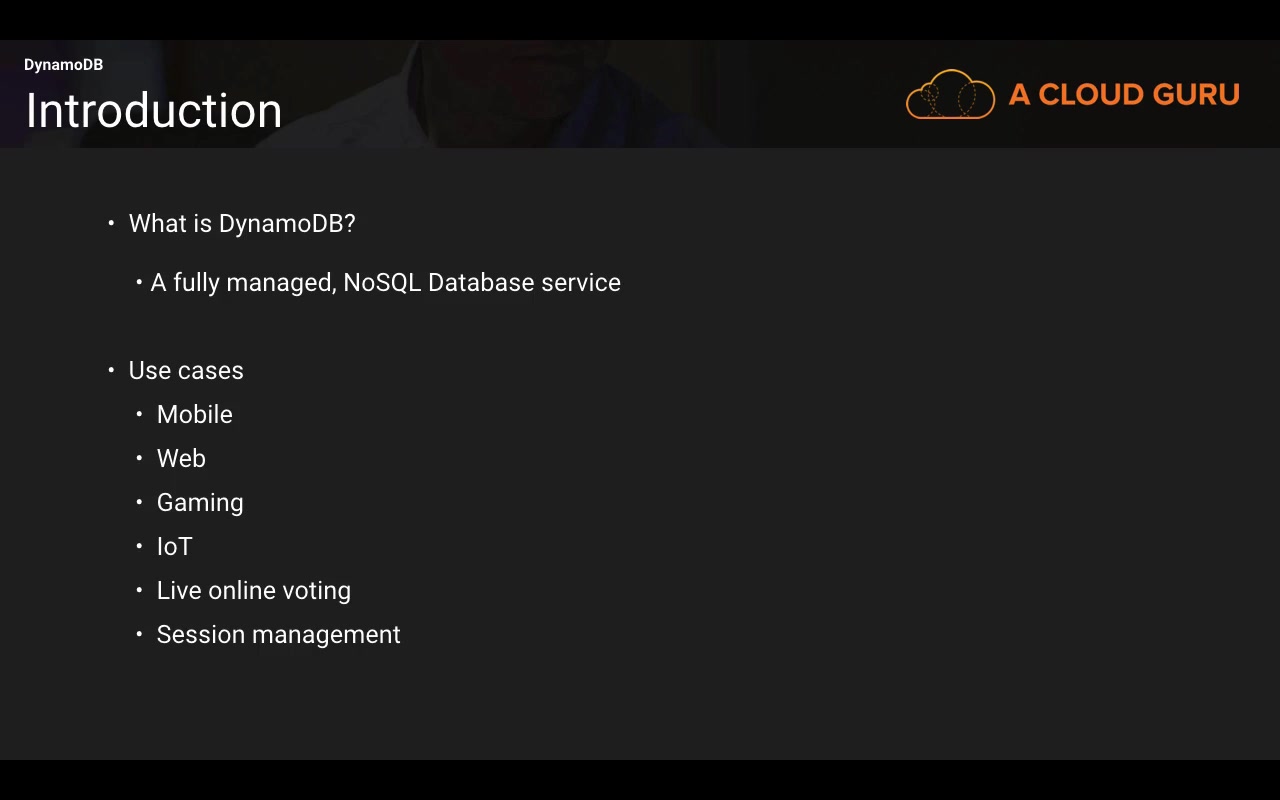 DynamoDB
Introduction
A CLOUD GURU
• What is DynamoDB?
• A fully managed, NoSQL Database service
• Use cases
• Mobile
• Web
• Gaming
• IoT
• Live online voting
• Session management